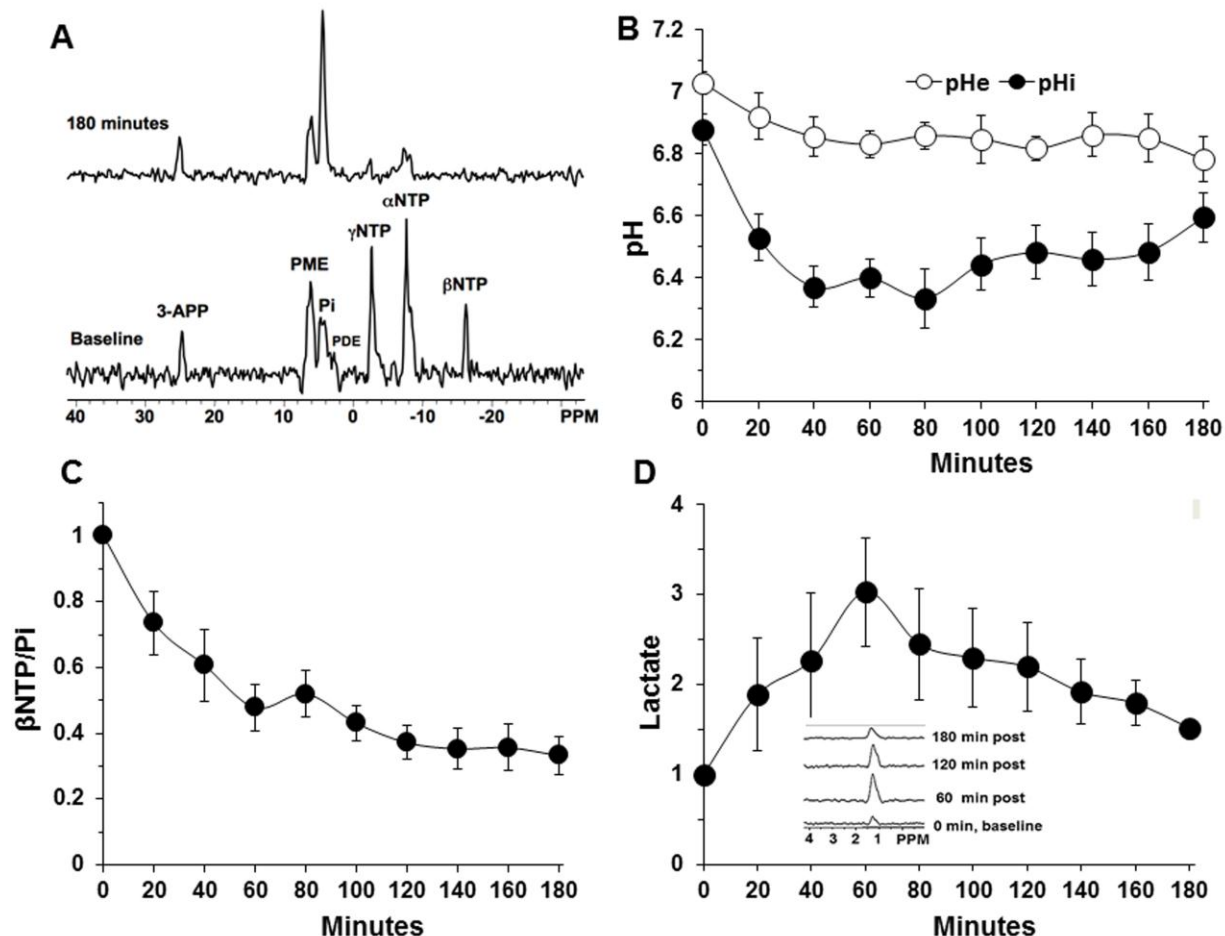 A
180 minutes
αNTP
γNTP
PME
βNTP
3-APP
Pi
PDE
Baseline
40 30 20 10 0 -10 -20 PPM
B
7.2
7
6.8
6.6
6.4
6.2
6
pH
pHe pHi
0 20 40 60 80 100 120 140 160 180
Minutes
C
1
0.8
0.6
0.4
0.2
0
βNTP/Pi
0 20 40 60 80 100 120 140 160 180
Minutes
D
4
3
2
1
0
Lactate
180 min post
120 min post
60 min post
0 min, baseline
4 3 2 1 PPM
0 20 40 60 80 100 120 140 160 180
Minutes